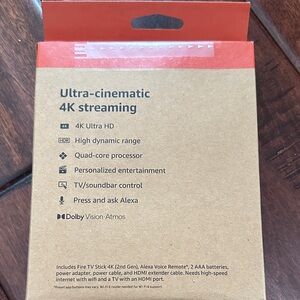 Ultra-cinematic
4K streaming
4K Ultra HD
HDR High dynamic range
Quad-core processor
Personalized entertainment
TV/soundbar control
Press and ask Alexa
Dolby Vision·Atmos
Includes Fire TV Stick 4K (2nd Gen), Alexa Voice Remote*, 2 AAA batteries,
power adapter, power cable, and HDMI extender cable. Needs high-speed
internet with wifi and a TV with an HDMI port.